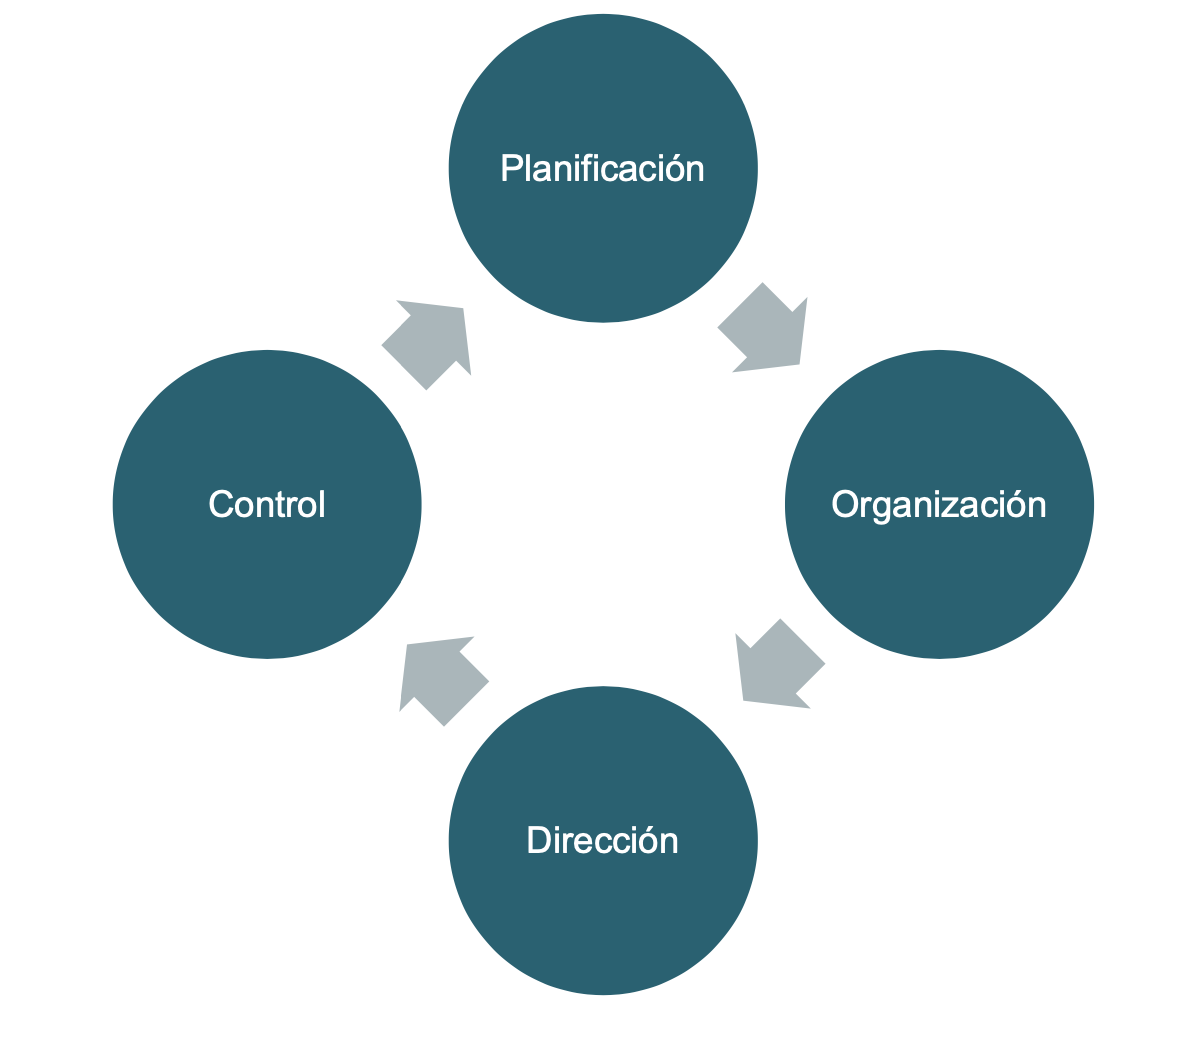 Planificación
Control
Organización
Dirección